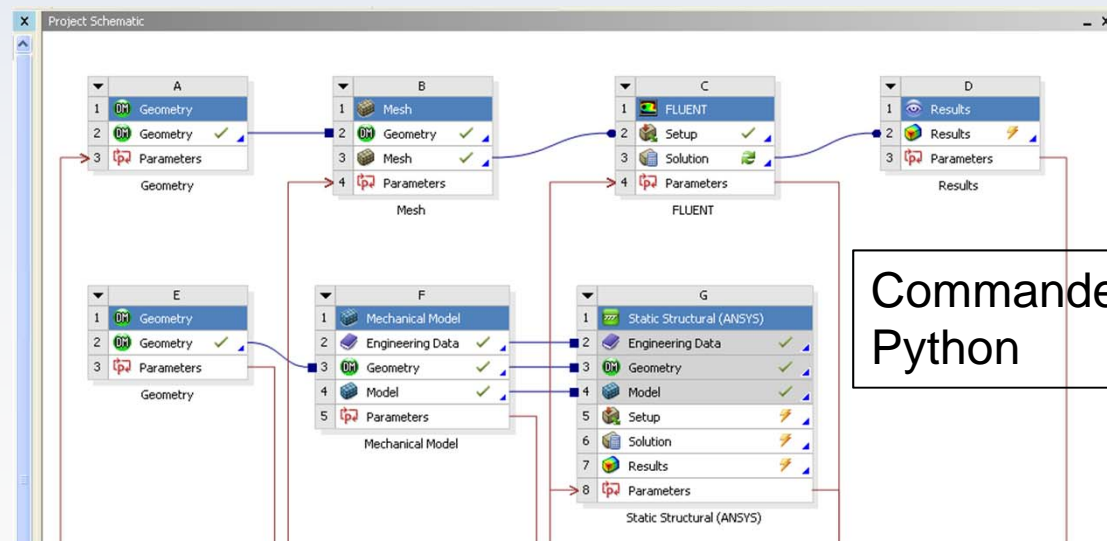 Project Schematic
A
1 Geometry
2 Geometry
3 Parameters
Geometry
B
1 Mesh
2 Geometry
3 Mesh
4 Parameters
Mesh
C
1 FLUENT
2 Setup
3 Solution
4 Parameters
FLUENT
D
1 Results
2 Results
3 Parameters
Results
E
1 Geometry
2 Geometry
3 Parameters
Geometry
F
1 Mechanical Model
2 Engineering Data
3 Geometry
4 Model
5 Parameters
Mechanical Model
G
1 Static Structural (ANSYS)
2 Engineering Data
3 Geometry
4 Model
5 Setup
6 Solution
7 Results
8 Parameters
Static Structural (ANSYS)
Commande
Python